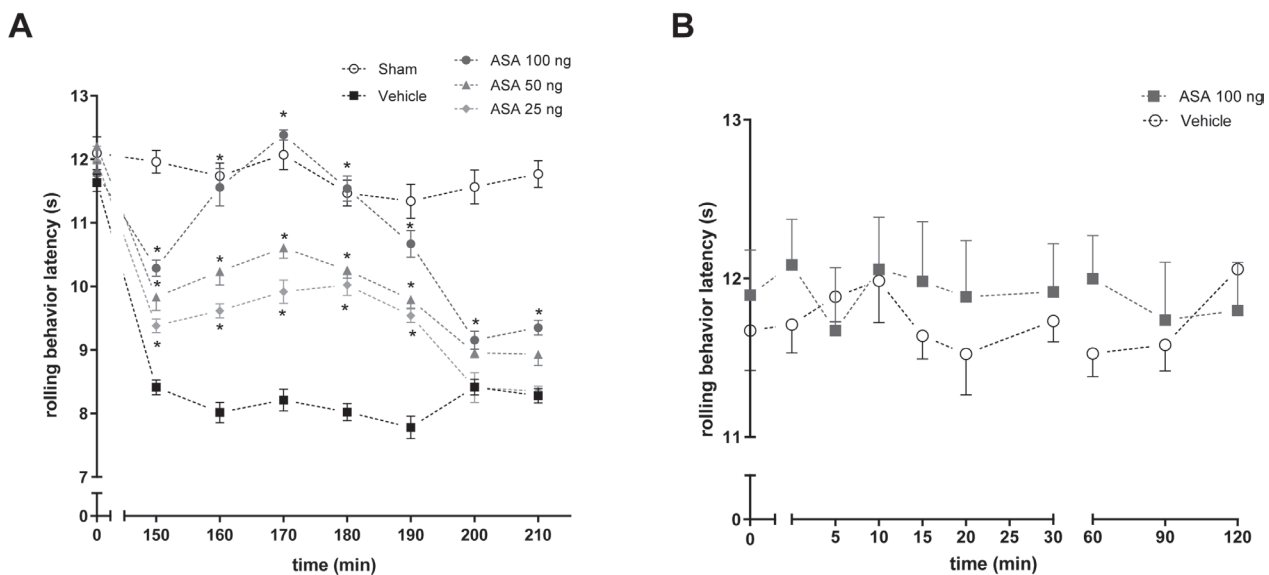 A
Sham
Vehicle
ASA 100 ng
ASA 50 ng
ASA 25 ng
rolling behavior latency (s)
13
12
11
10
9
8
7
0
* * * * * * * * * * * * * * * * *
0 150 160 170 180 190 200 210
time (min)
B
ASA 100 ng
Vehicle
rolling behavior latency (s)
13
12
11
0
0 5 10 15 20 25 30 60 90 120
time (min)